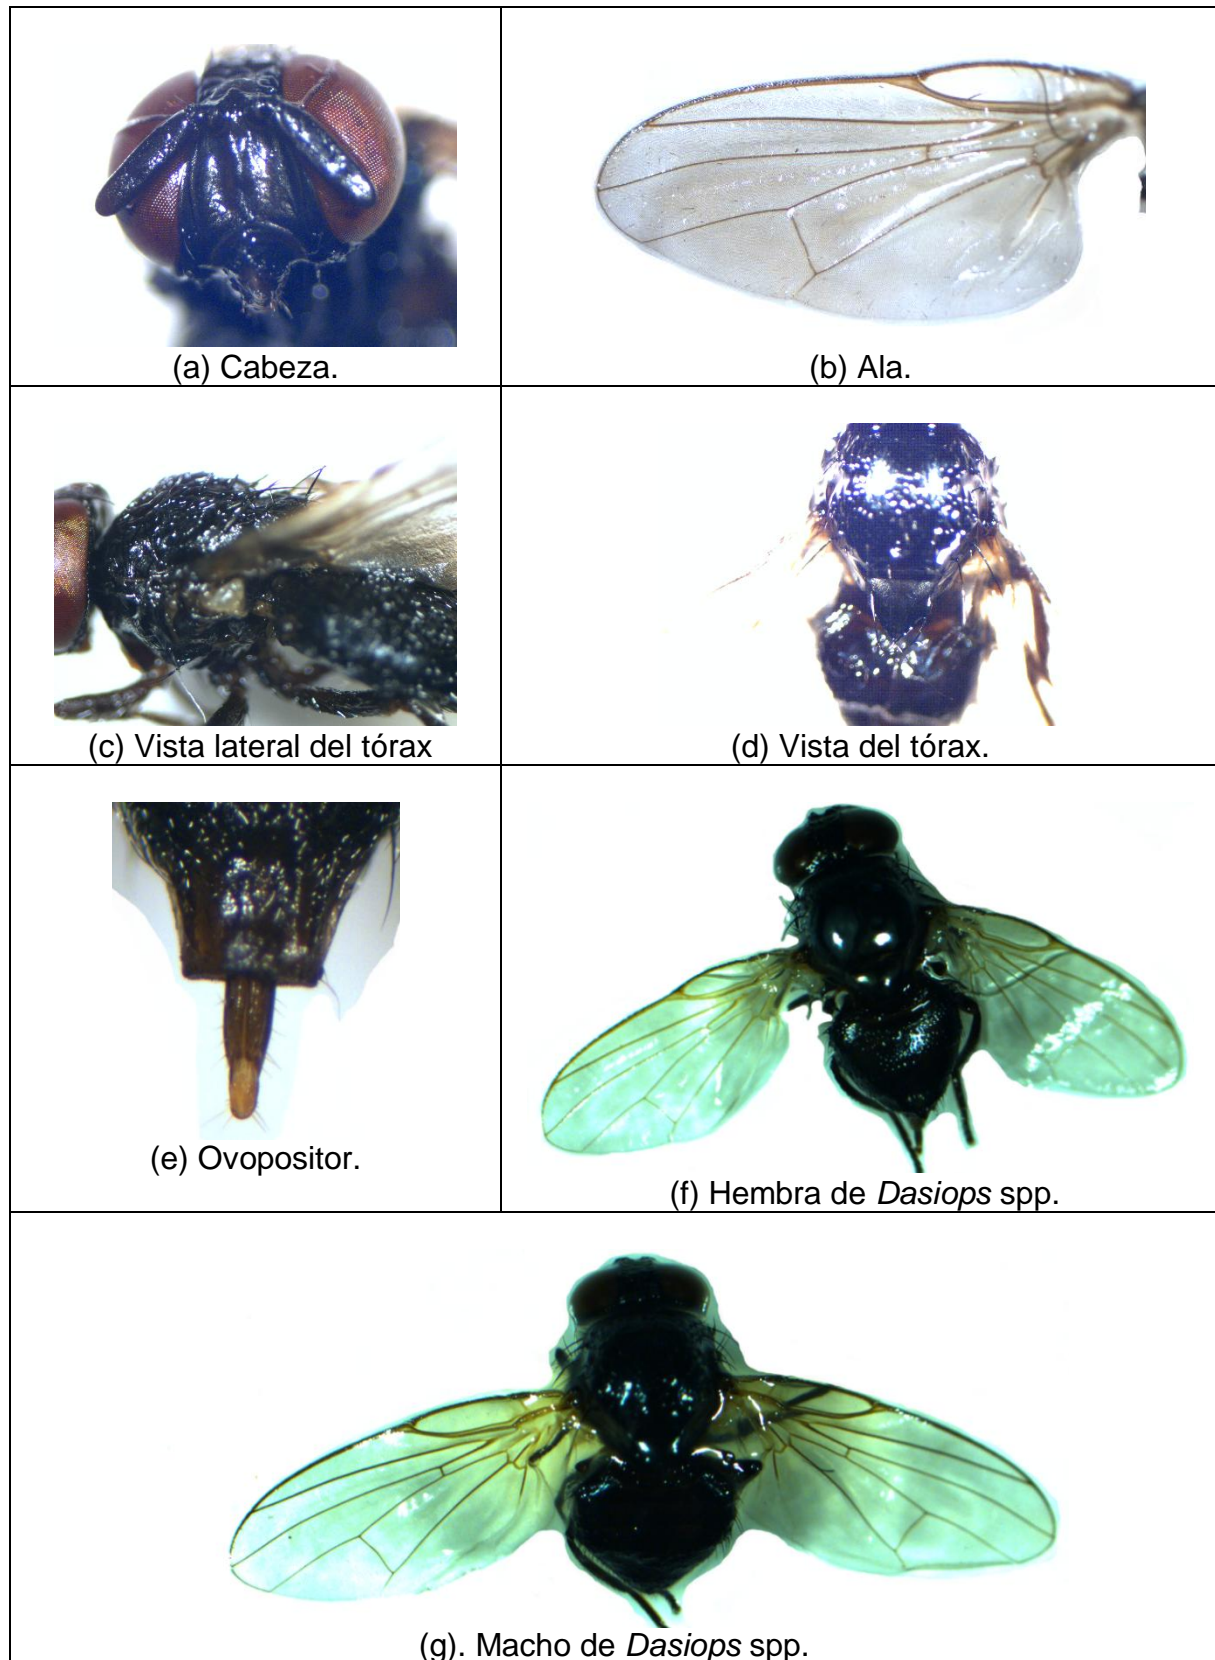 (a) Cabeza.
(b) Ala.
(c) Vista lateral del tórax
(d) Vista del tórax.
(e) Ovopositor.
(f) Hembra de Dasiops spp.
(g). Macho de Dasiops spp.